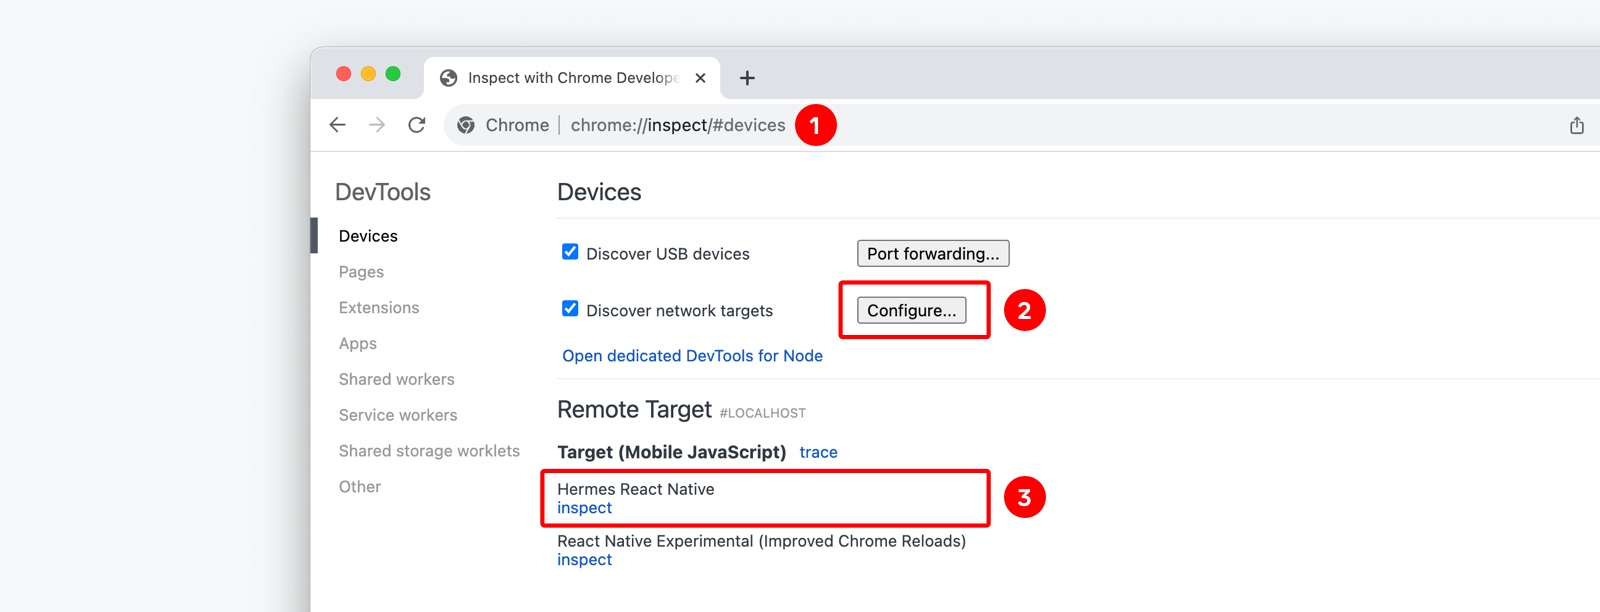 Inspect with Chrome Develope
Chrome | chrome://inspect/#devices 1
DevTools
Devices
Pages
Extensions
Apps
Shared workers
Service workers
Shared storage worklets
Other
Devices
Discover USB devices Port forwarding...
Discover network targets Configure... 2
Open dedicated DevTools for Node
Remote Target #LOCALHOST
Target (Mobile JavaScript) trace
Hermes React Native
inspect 3
React Native Experimental (Improved Chrome Reloads)
inspect